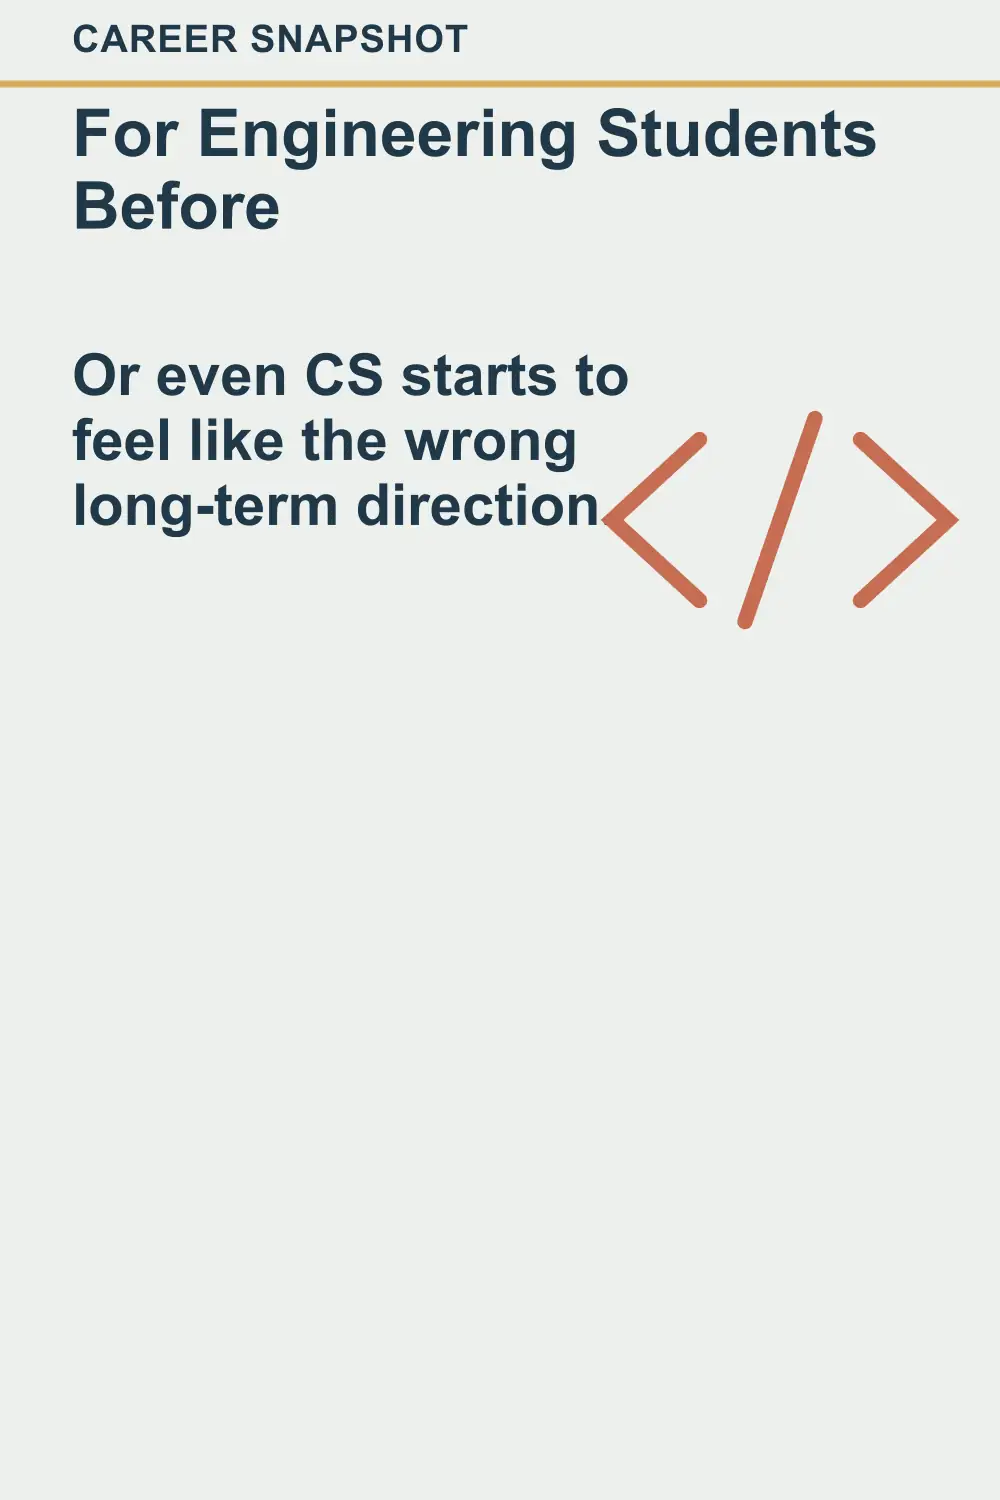 CAREER SNAPSHOT
For Engineering Students
Before
Or even CS starts to
feel like the wrong
long-term direction.